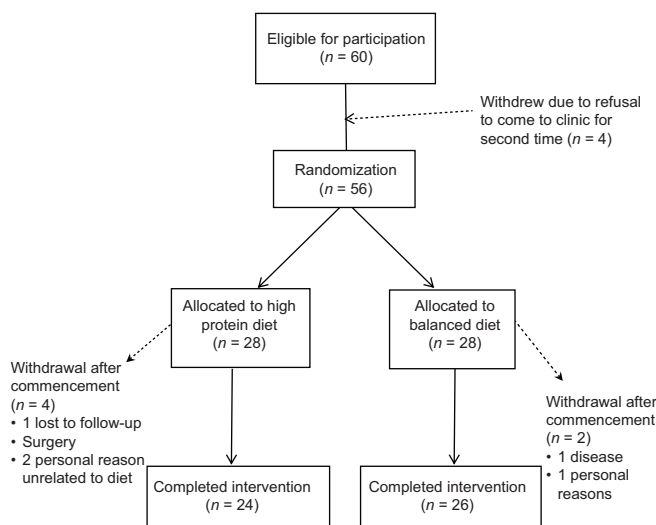 Eligible for participation
(n = 60)
Withdrew due to refusal
to come to clinic for
second time (n = 4)
Randomization
(n = 56)
Allocated to high
protein diet
(n = 28)
Allocated to
balanced diet
(n = 28)
Withdrawal after
commencement
(n = 4)
• 1 lost to follow-up
• Surgery
• 2 personal reason
unrelated to diet
Withdrawal after
commencement
(n = 2)
• 1 disease
• 1 personal
reasons
Completed intervention
(n = 24)
Completed intervention
(n = 26)